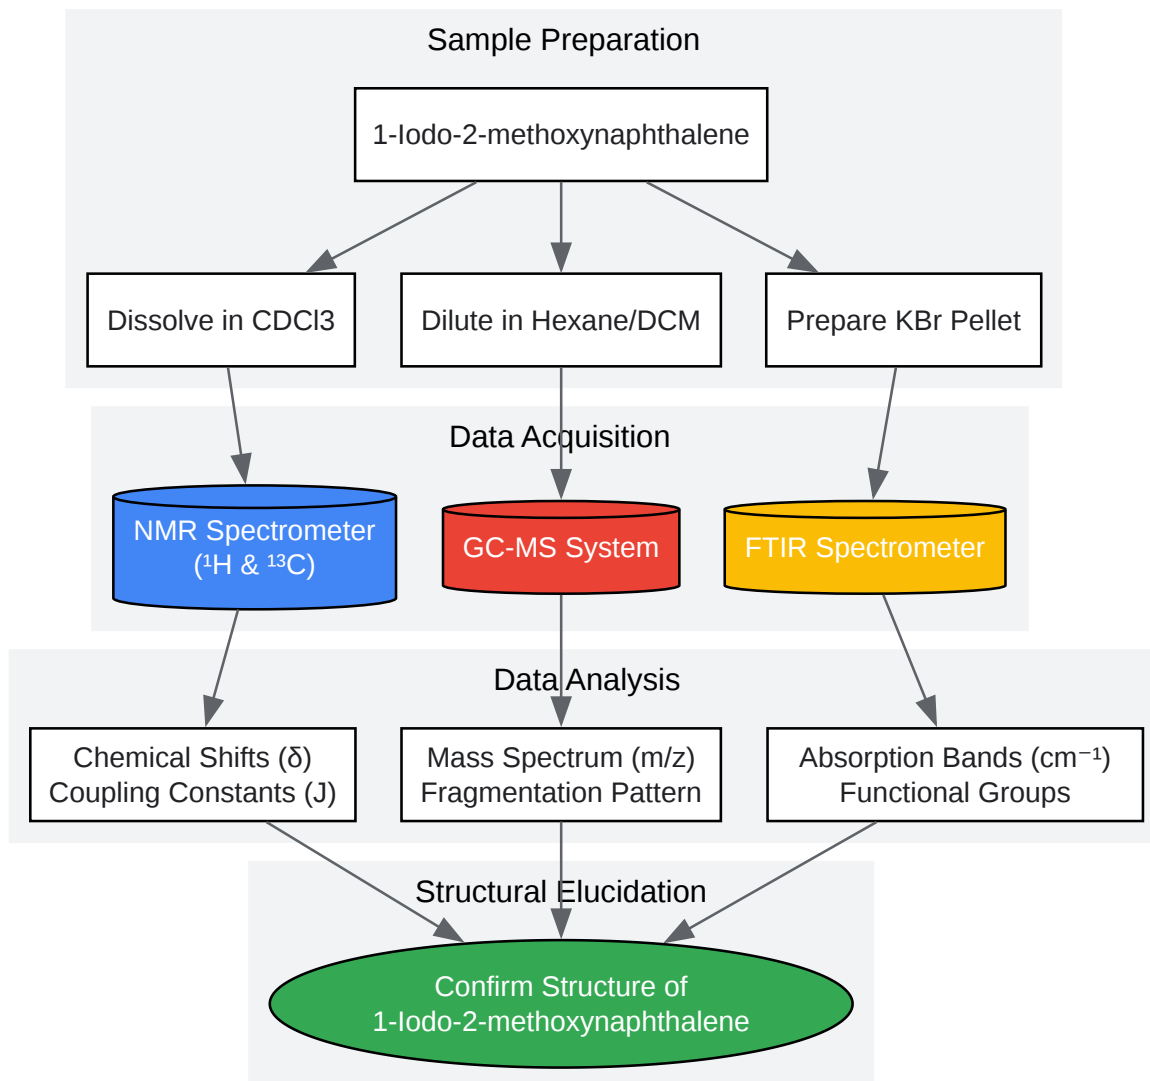 Sample Preparation
1-Iodo-2-methoxynaphthalene
Dissolve in CDCl3
Dilute in Hexane/DCM
Prepare KBr Pellet
Data Acquisition
NMR Spectrometer
(¹H & ¹³C)
GC-MS System
FTIR Spectrometer
Data Analysis
Chemical Shifts (δ)
Coupling Constants (J)
Mass Spectrum (m/z)
Fragmentation Pattern
Absorption Bands (cm⁻¹)
Functional Groups
Structural Elucidation
Confirm Structure of
1-Iodo-2-methoxynaphthalene